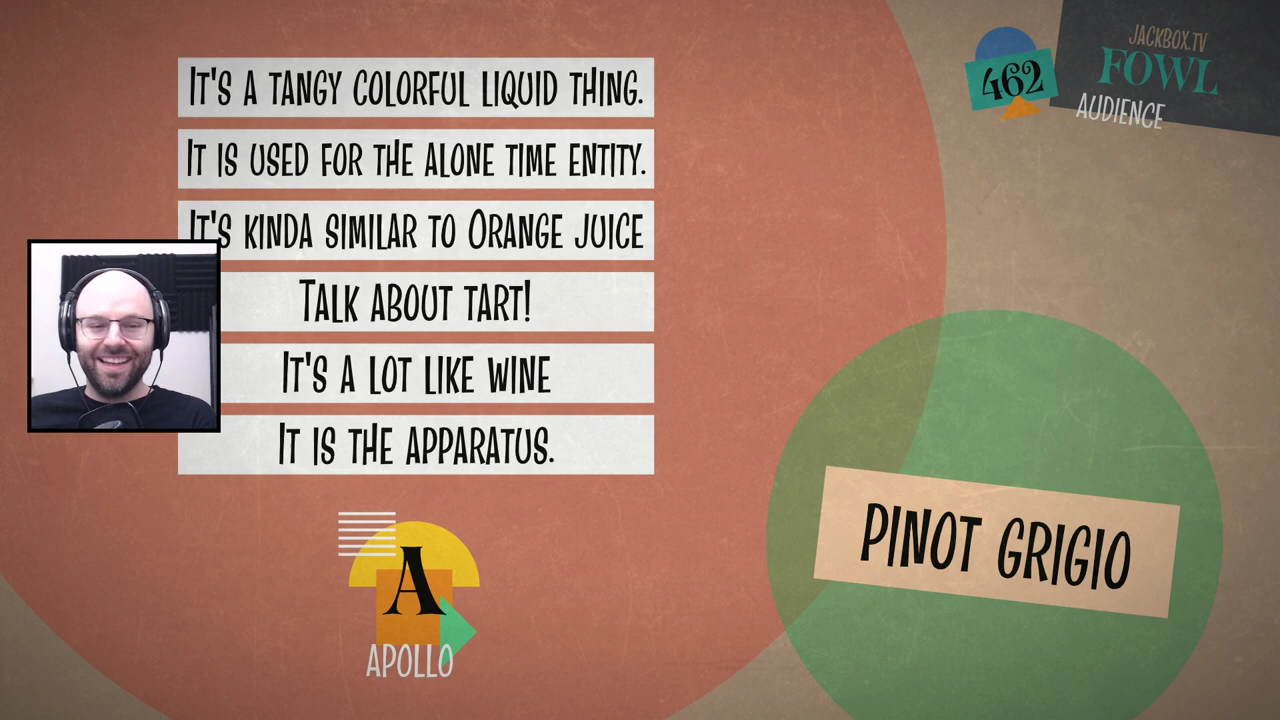 It's a tangy colorful liquid thing.
It is used for the alone time entity.
It's kinda similar to Orange juice
Talk about tart!
It's a lot like wine
It is the apparatus.
A
APOLLO
PINOT GRIGIO
462
JACKBOX.TV
FOWL
AUDIENCE